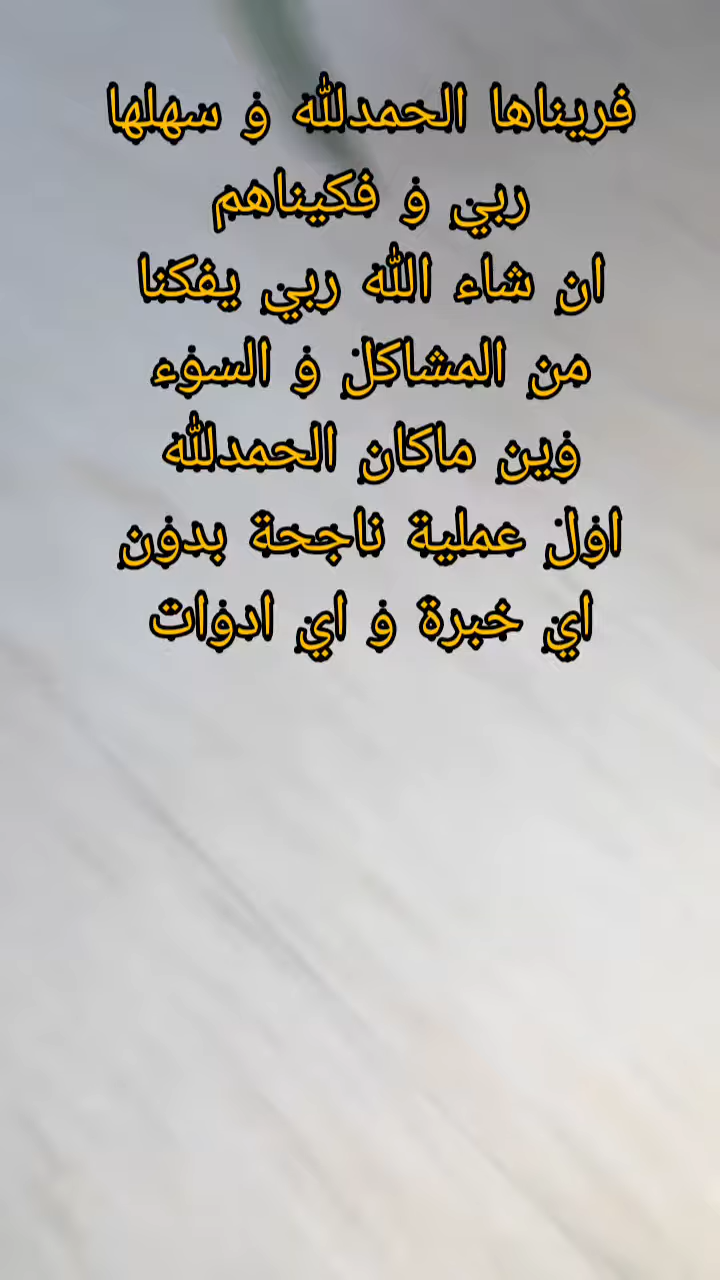 فريناها الحمدلله و سهلها
ربي و فكيناهم
ان شاء الله ربي يفكنا
من المشاكل و السوء
وين ماكان الحمدلله
اول عملية ناجحة بدون
اي خبرة و اي ادوات